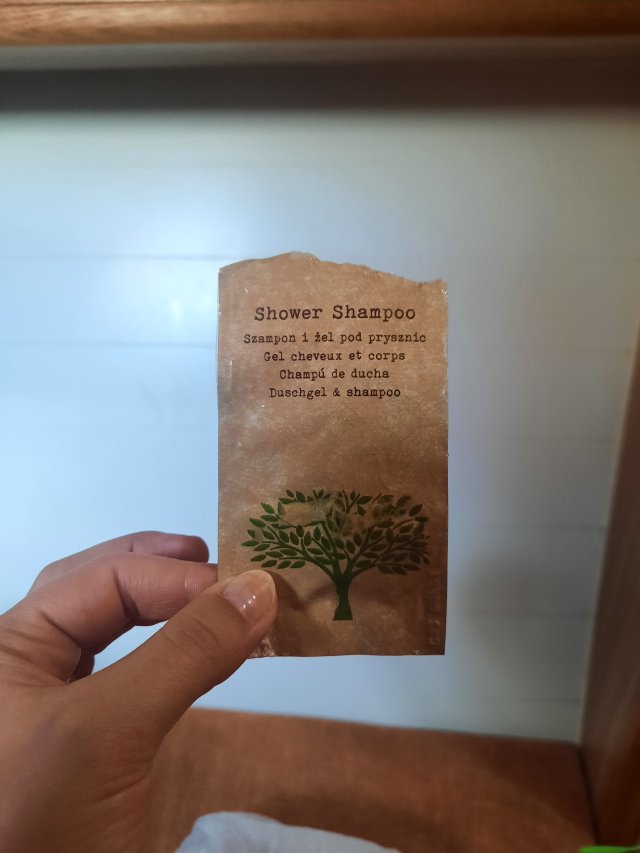 Shower Shampoo
Szampon i żel pod prysznic
Gel cheveux et corps
Champú de ducha
Duschgel & shampoo